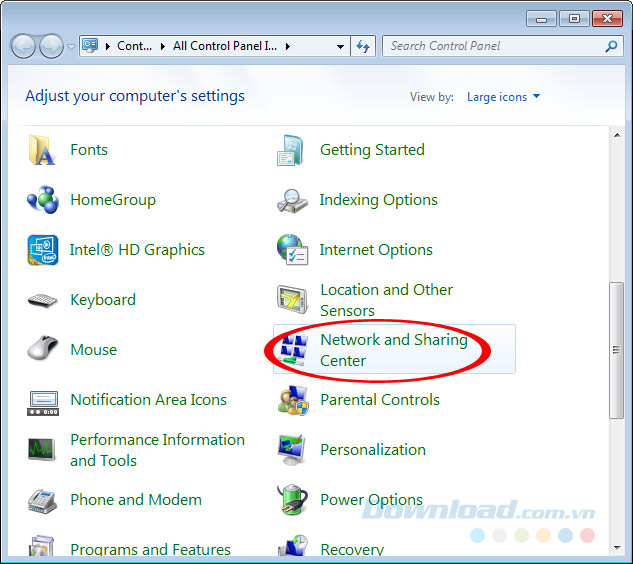 Cont...
All Control Panel I...
Search Control Panel
Adjust your computer's settings
View by:
Large icons
Fonts
Getting Started
HomeGroup
Indexing Options
Intel® HD Graphics
Internet Options
Keyboard
Location and Other
Sensors
Mouse
Network and Sharing
Center
Notification Area Icons
Parental Controls
Performance Information
and Tools
Personalization
Phone and Modem
Power Options
Programs and Features
Recovery
Download.com.vn